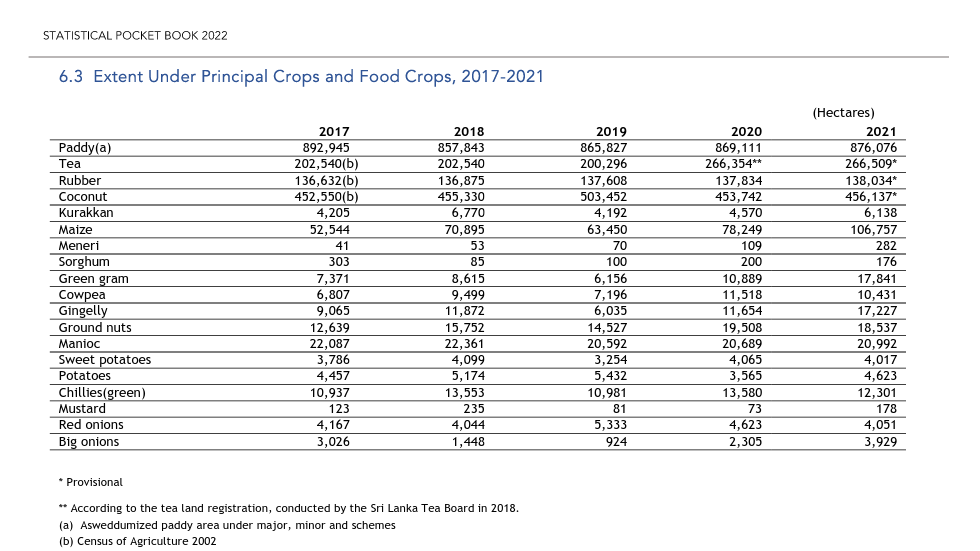 STATISTICAL POCKET BOOK 2022
6.3 Extent Under Principal Crops and Food Crops, 2017-2021
(Hectares)
2017 2018 2019 2020 2021
Paddy(a) 892,945 857,843 865,827 869,111 876,076
Tea 202,540(b) 202,540 200,296 266,354** 266,509*
Rubber 136,632(b) 136,875 137,608 137,834 138,034*
Coconut 452,550(b) 455,330 503,452 453,742 456,137*
Kurakkan 4,205 6,770 4,192 4,570 6,138
Maize 52,544 70,895 63,450 78,249 106,757
Meneri 41 53 70 109 282
Sorghum 303 85 100 200 176
Green gram 7,371 8,615 6,156 10,889 17,841
Cowpea 6,807 9,499 7,196 11,518 10,431
Gingelly 9,065 11,872 6,035 11,654 17,227
Ground nuts 12,639 15,752 14,527 19,508 18,537
Manioc 22,087 22,361 20,592 20,689 20,992
Sweet potatoes 3,786 4,099 3,254 4,065 4,017
Potatoes 4,457 5,174 5,432 3,565 4,623
Chillies(green) 10,937 13,553 10,981 13,580 12,301
Mustard 123 235 81 73 178
Red onions 4,167 4,044 5,333 4,623 4,051
Big onions 3,026 1,448 924 2,305 3,929
* Provisional
** According to the tea land registration, conducted by the Sri Lanka Tea Board in 2018.
(a) Asweddumized paddy area under major, minor and schemes
(b) Census of Agriculture 2002